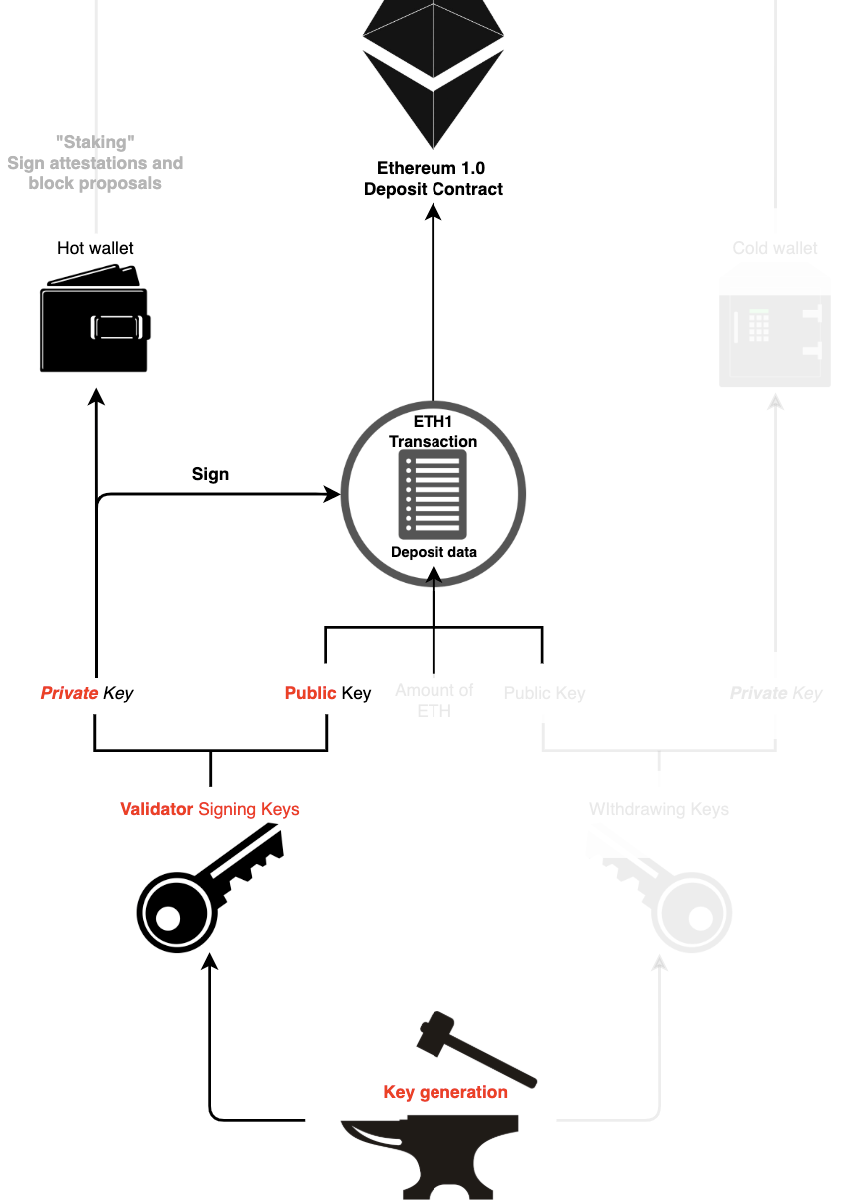 "Staking"
Sign attestations and
block proposals
Ethereum 1.0
Deposit Contract
Hot wallet
Cold wallet
ETH1
Transaction
Sign
Deposit data
Private Key
Public Key
Amount of
ETH
Public Key
Private Key
Validator Signing Keys
WIthdrawing Keys
Key generation